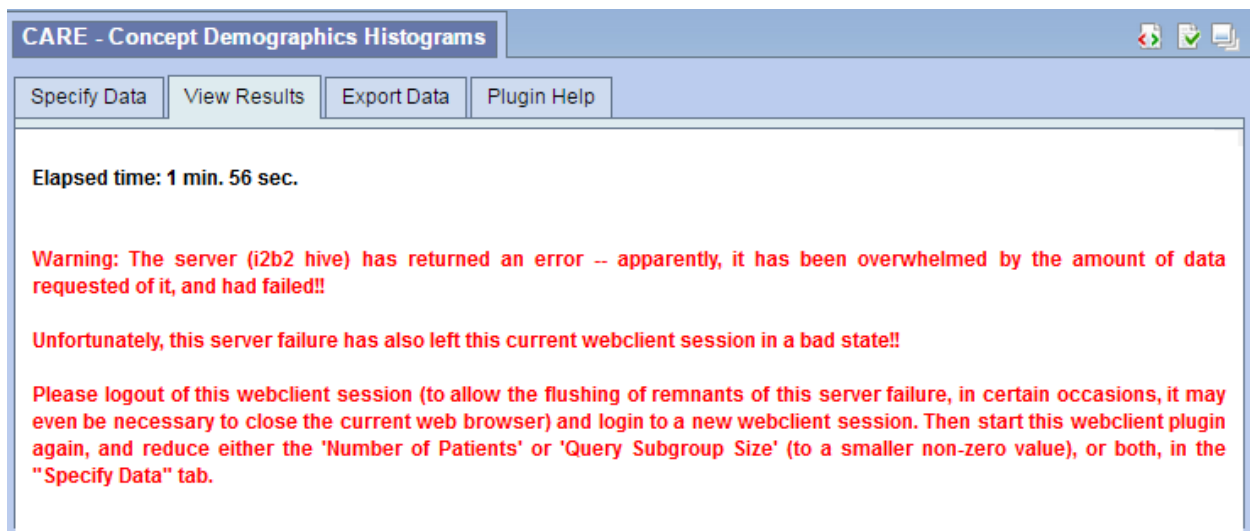 CARE - Concept Demographics Histograms
Specify Data View Results Export Data Plugin Help
Elapsed time: 1 min. 56 sec.
Warning: The server (i2b2 hive) has returned an error -- apparently, it has been overwhelmed by the amount of data
requested of it, and had failed!!
Unfortunately, this server failure has also left this current webclient session in a bad state!!
Please logout of this webclient session (to allow the flushing of remnants of this server failure, in certain occasions, it may
even be necessary to close the current web browser) and login to a new webclient session. Then start this webclient plugin
again, and reduce either the 'Number of Patients' or 'Query Subgroup Size' (to a smaller non-zero value), or both, in the
"Specify Data" tab.